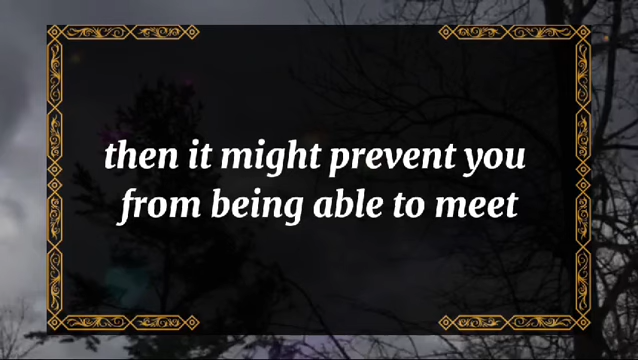 then it might prevent you
from being able to meet